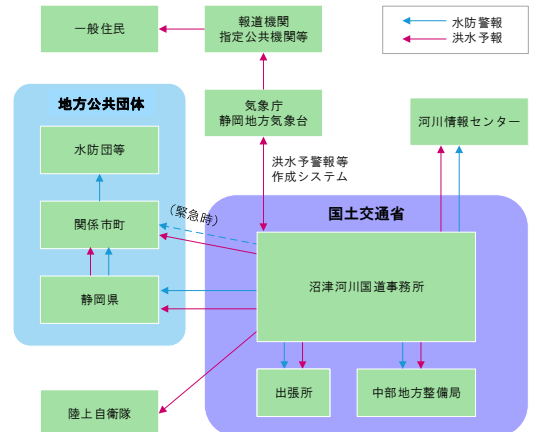 一般住民
報道機関
指定公共機関等
水防警報
洪水予報
地方公共団体
気象庁
静岡地方気象台
河川情報センター
水防団等
洪水予警報等
作成システム
国土交通省
(緊急時)
関係市町
沼津河川国道事務所
静岡県
陸上自衛隊
出張所
中部地方整備局